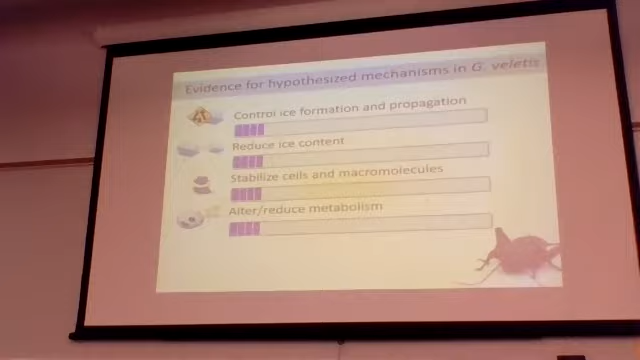 Evidence for hypothesized mechanisms in G. veletis
Control ice formation and propagation
Reduce ice content
Stabilize cells and macromolecules
Alter/reduce metabolism